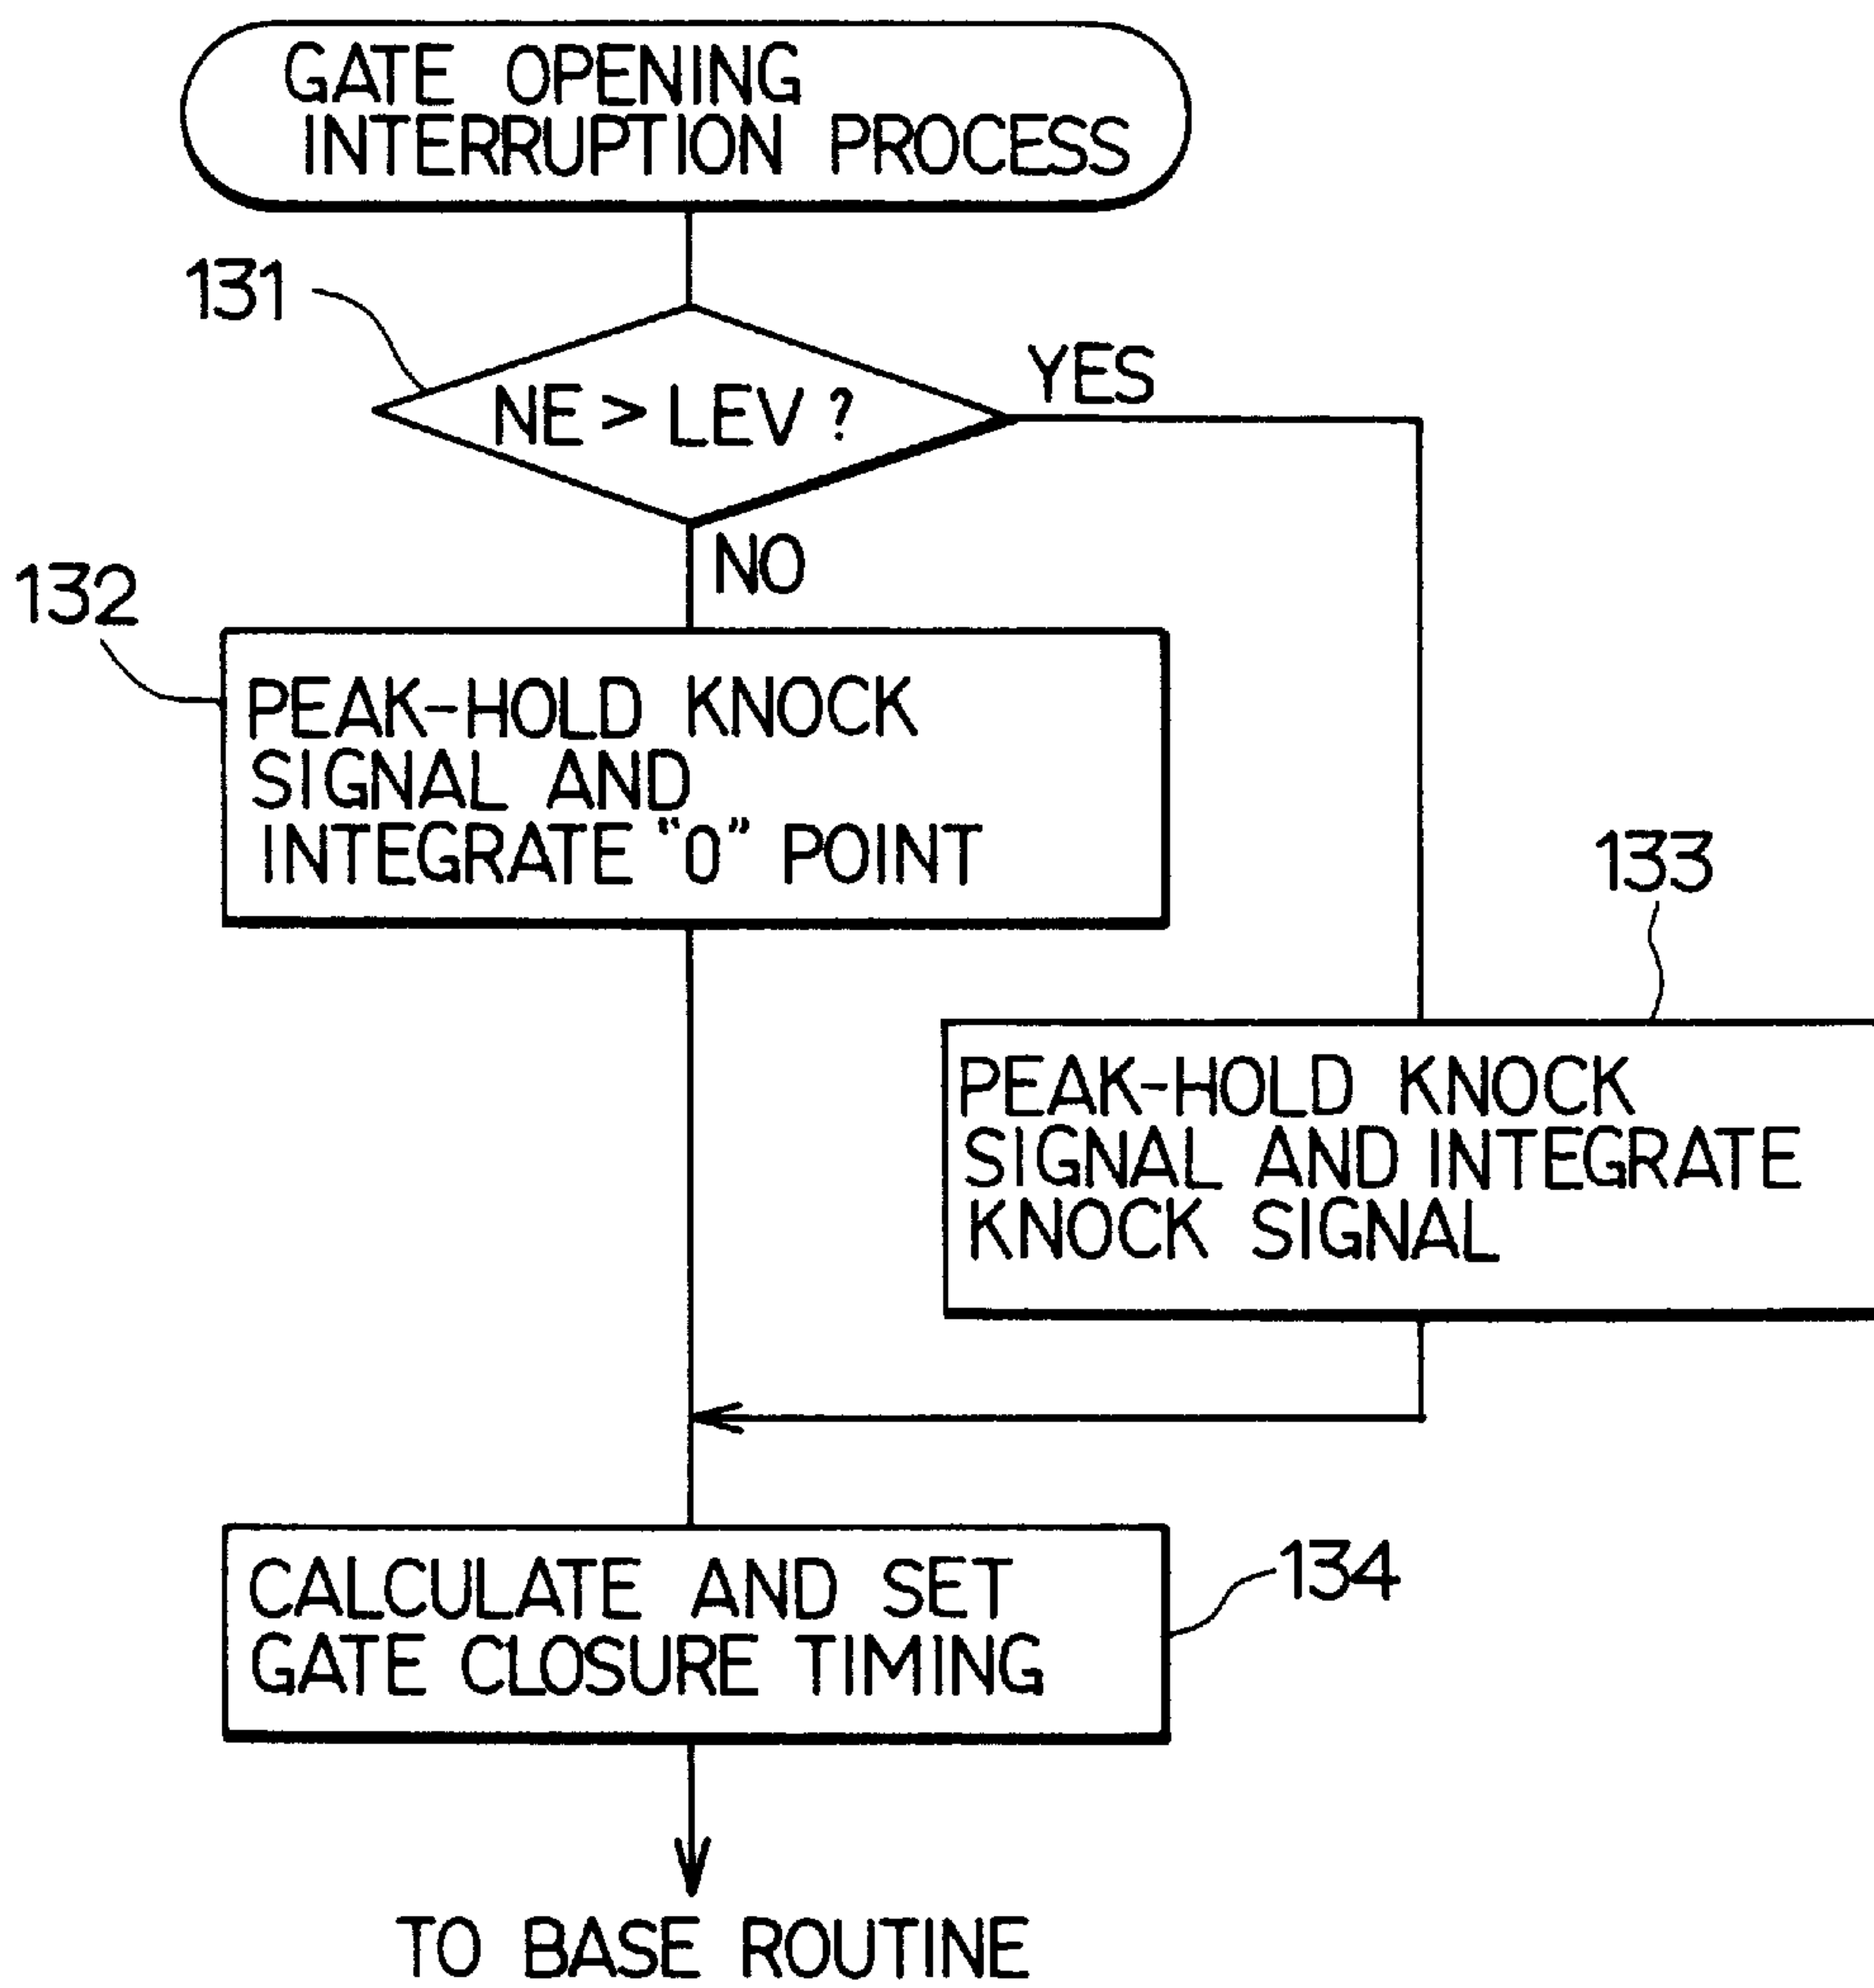 GATE OPENING
INTERRUPTION PROCESS
131
NE > LEV ?
YES
NO
132
PEAK-HOLD KNOCK
SIGNAL AND
INTEGRATE "0" POINT
133
PEAK-HOLD KNOCK
SIGNAL AND INTEGRATE
KNOCK SIGNAL
CALCULATE AND SET
GATE CLOSURE TIMING
134
TO BASE ROUTINE